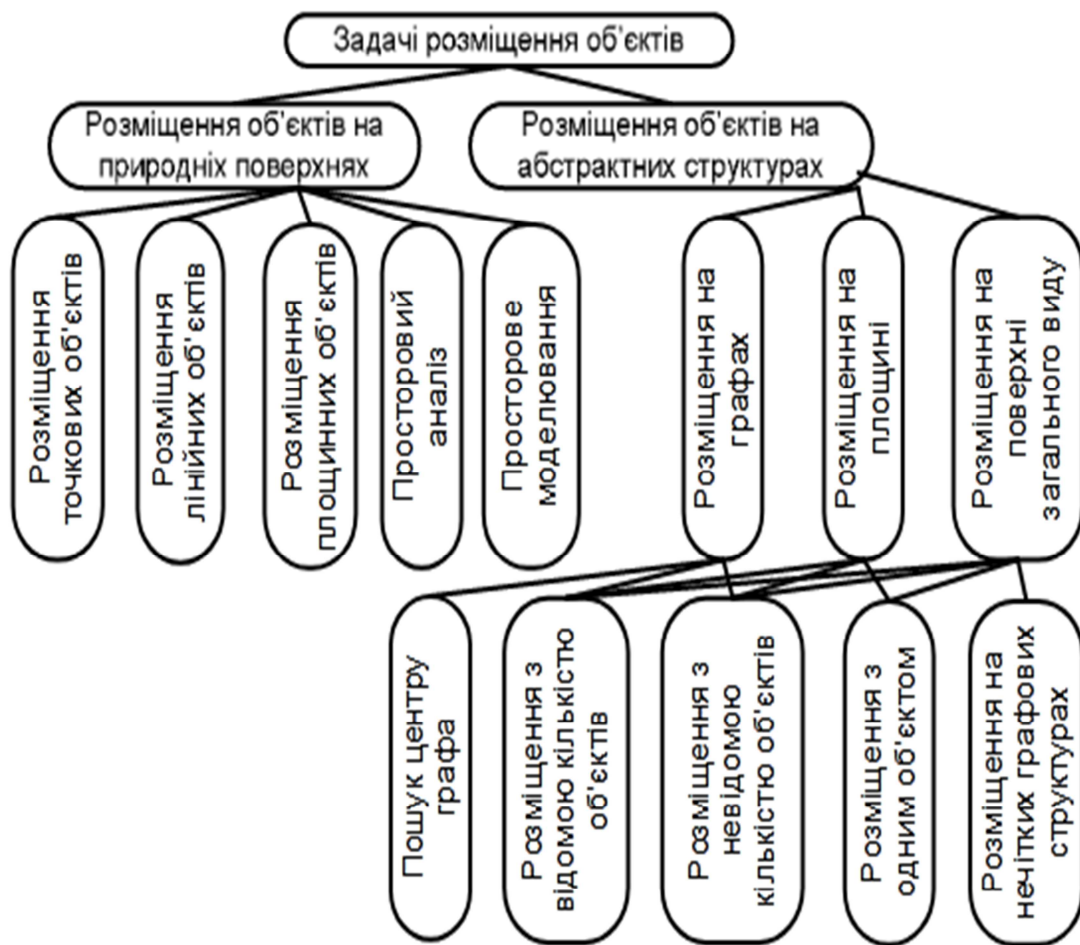 Задачі розміщення об'єктів
Розміщення об'єктів на
природніх поверхнях
Розміщення об'єктів на
абстрактних структурах
Розміщення
точкових об'єктів
Розміщення
лінійних об'єктів
Розміщення
площинних об'єктів
Просторовий
аналіз
Просторове
моделювання
Розміщення на
графах
Розміщення на
площині
Розміщення на
поверхні
загального виду
Пошук центру
графа
Розміщення з
відомою кількістю
об'єктів
Розміщення з
невідомою
кількістю об'єктів
Розміщення з
одним об'єктом
Розміщення на
нечітких графових
структурах